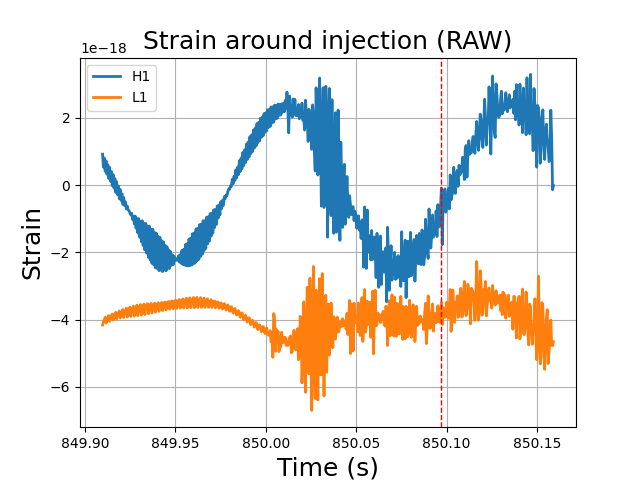 Strain around injection (RAW)
1e−18
H1
L1
2
0
−2
−4
−6
Strain
849.90 849.95 850.00 850.05 850.10 850.15
Time (s)